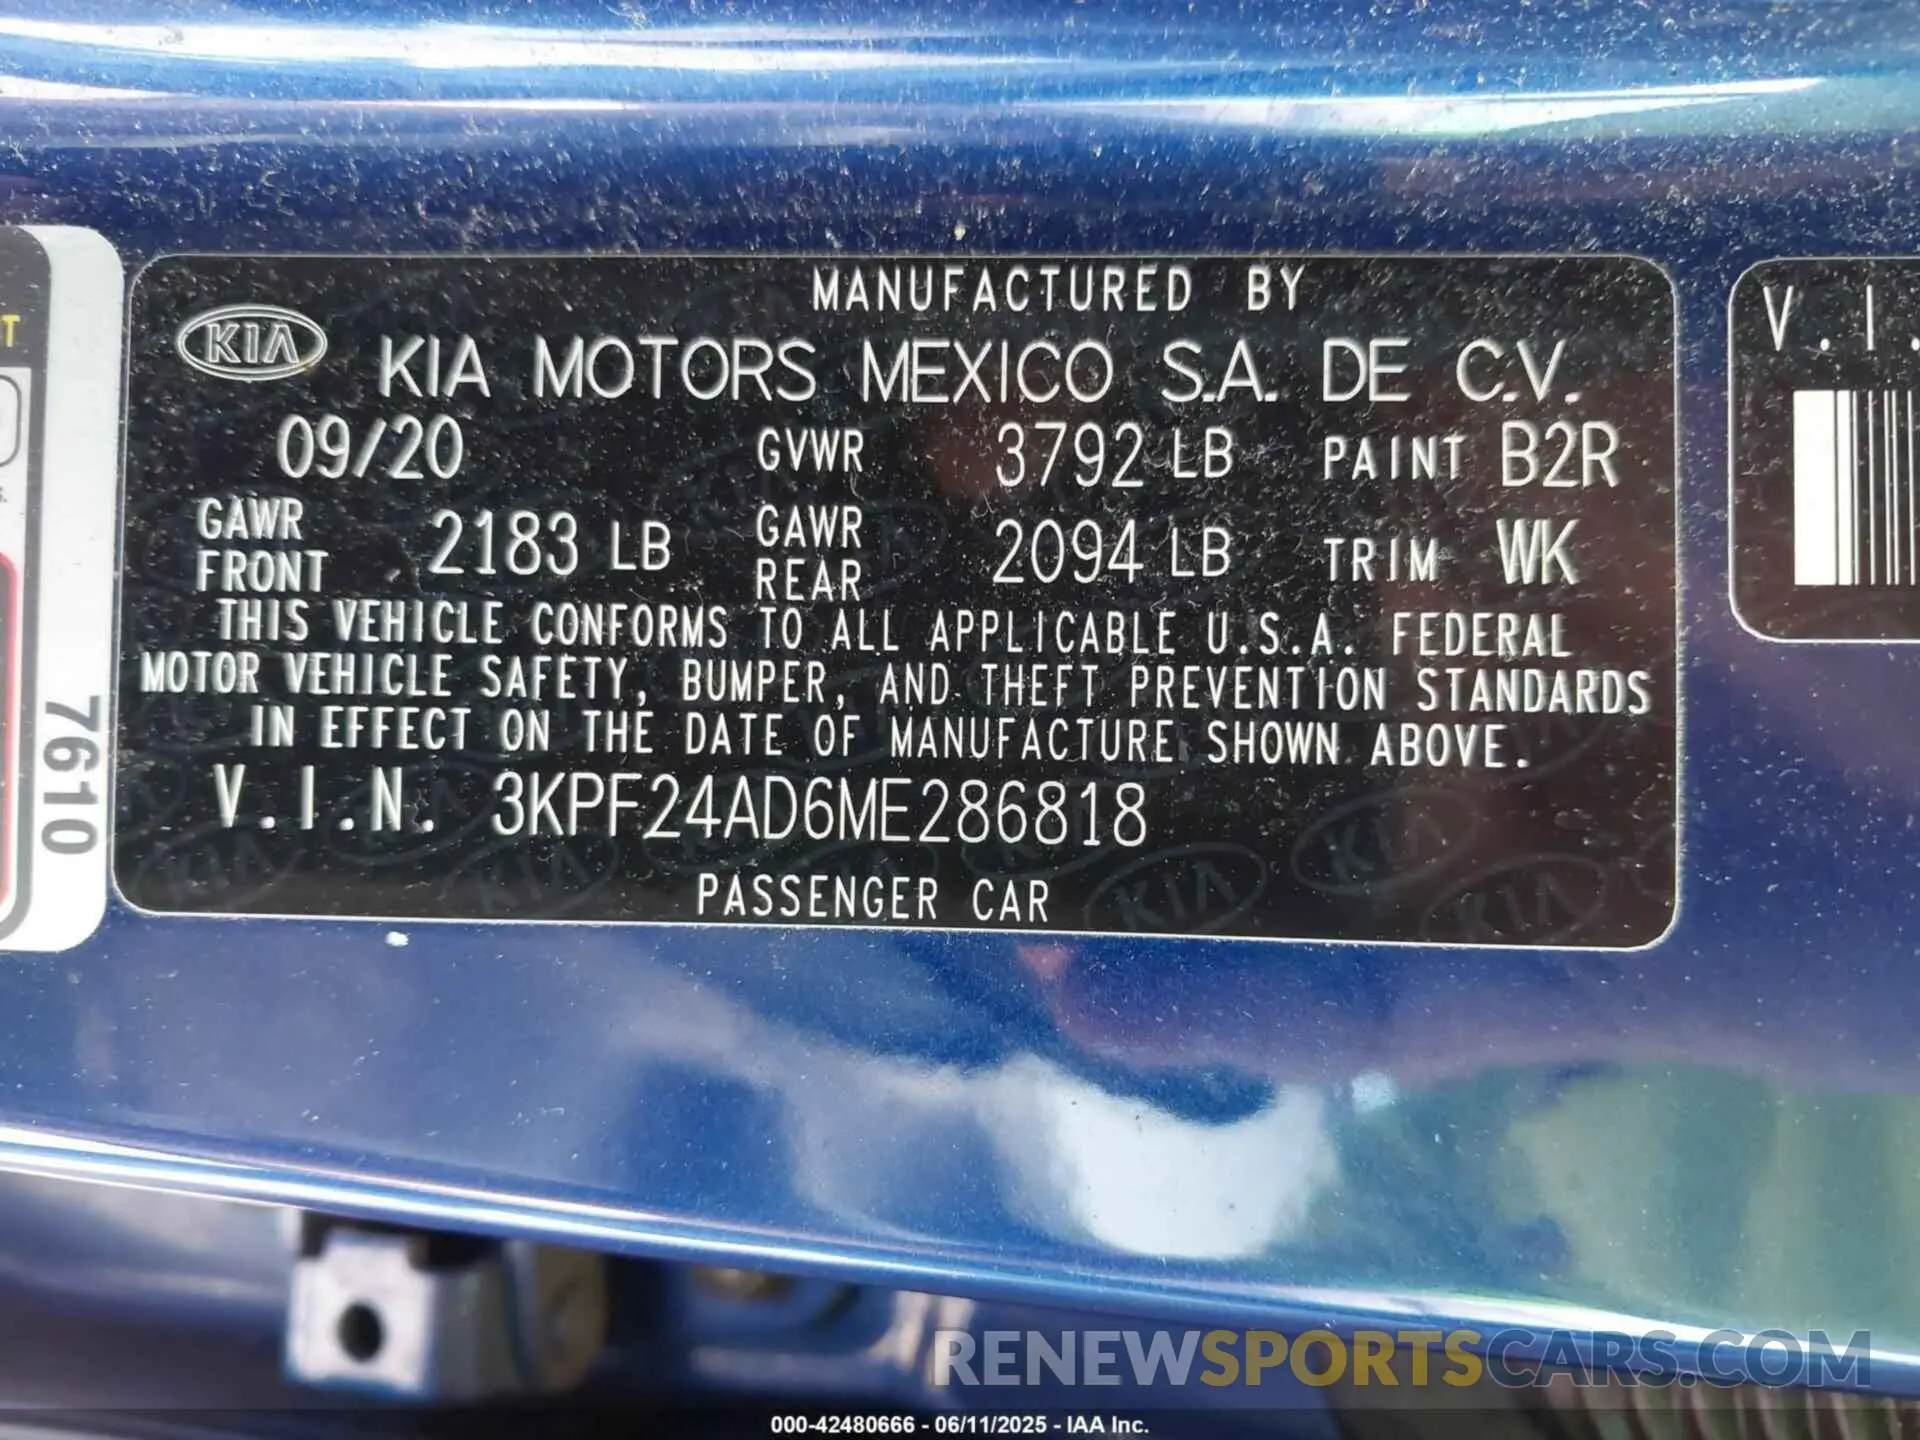 MANUFACTURED BY
KIA KIA MOTORS MEXICO S.A. DE C.V.
09/20 GVWR 3792 LB PAINT B2R
GAWR FRONT 2183 LB GAWR REAR 2094 LB TRIM WK
THIS VEHICLE CONFORMS TO ALL APPLICABLE U.S.A. FEDERAL
MOTOR VEHICLE SAFETY, BUMPER, AND THEFT PREVENTION STANDARDS
IN EFFECT ON THE DATE OF MANUFACTURE SHOWN ABOVE.
V.I.N. 3KPF24AD6ME286818
PASSENGER CAR
7610
T
V.I.
RENEWSPORTSCARS.COM
000-42480666 - 06/11/2025 - IAA Inc.